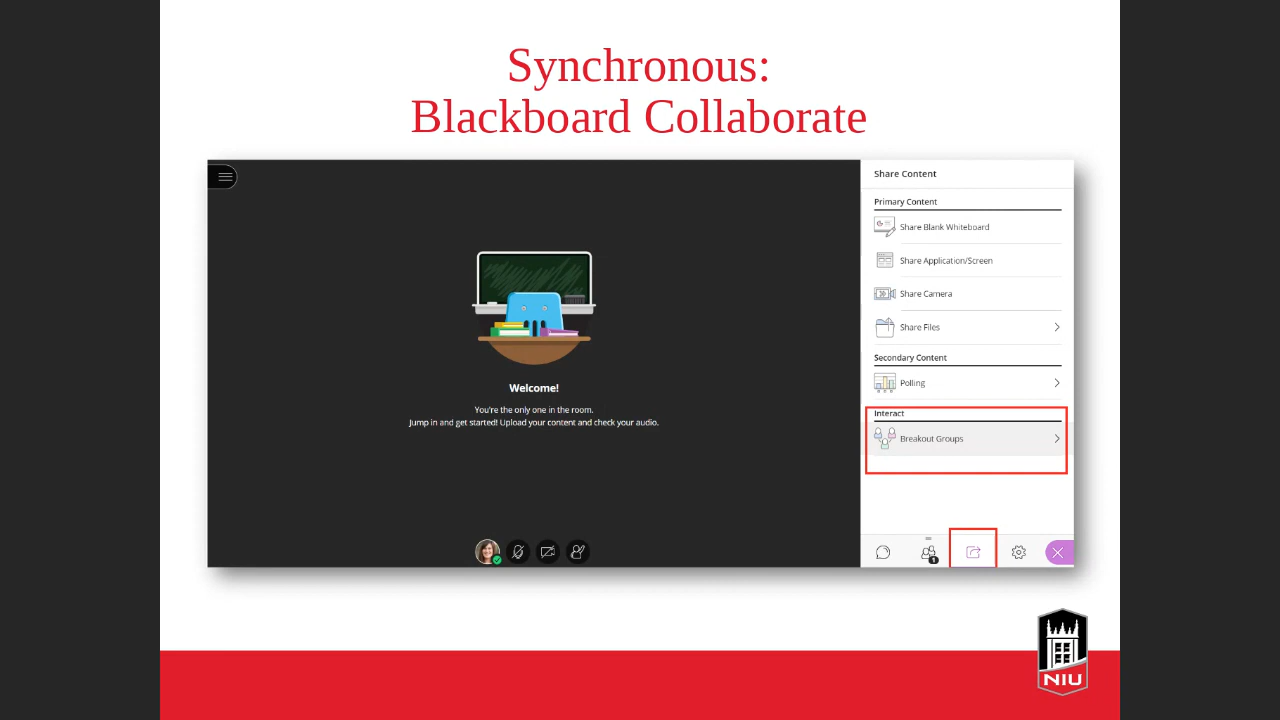 Synchronous:
Blackboard Collaborate
Share Content
Primary Content
Share Blank Whiteboard
Share Application/Screen
Share Camera
Share Files
Secondary Content
Polling
Interact
Breakout Groups
Welcome!
You're the only one in the room.
Jump in and get started! Upload your content and check your audio.
1
NIU